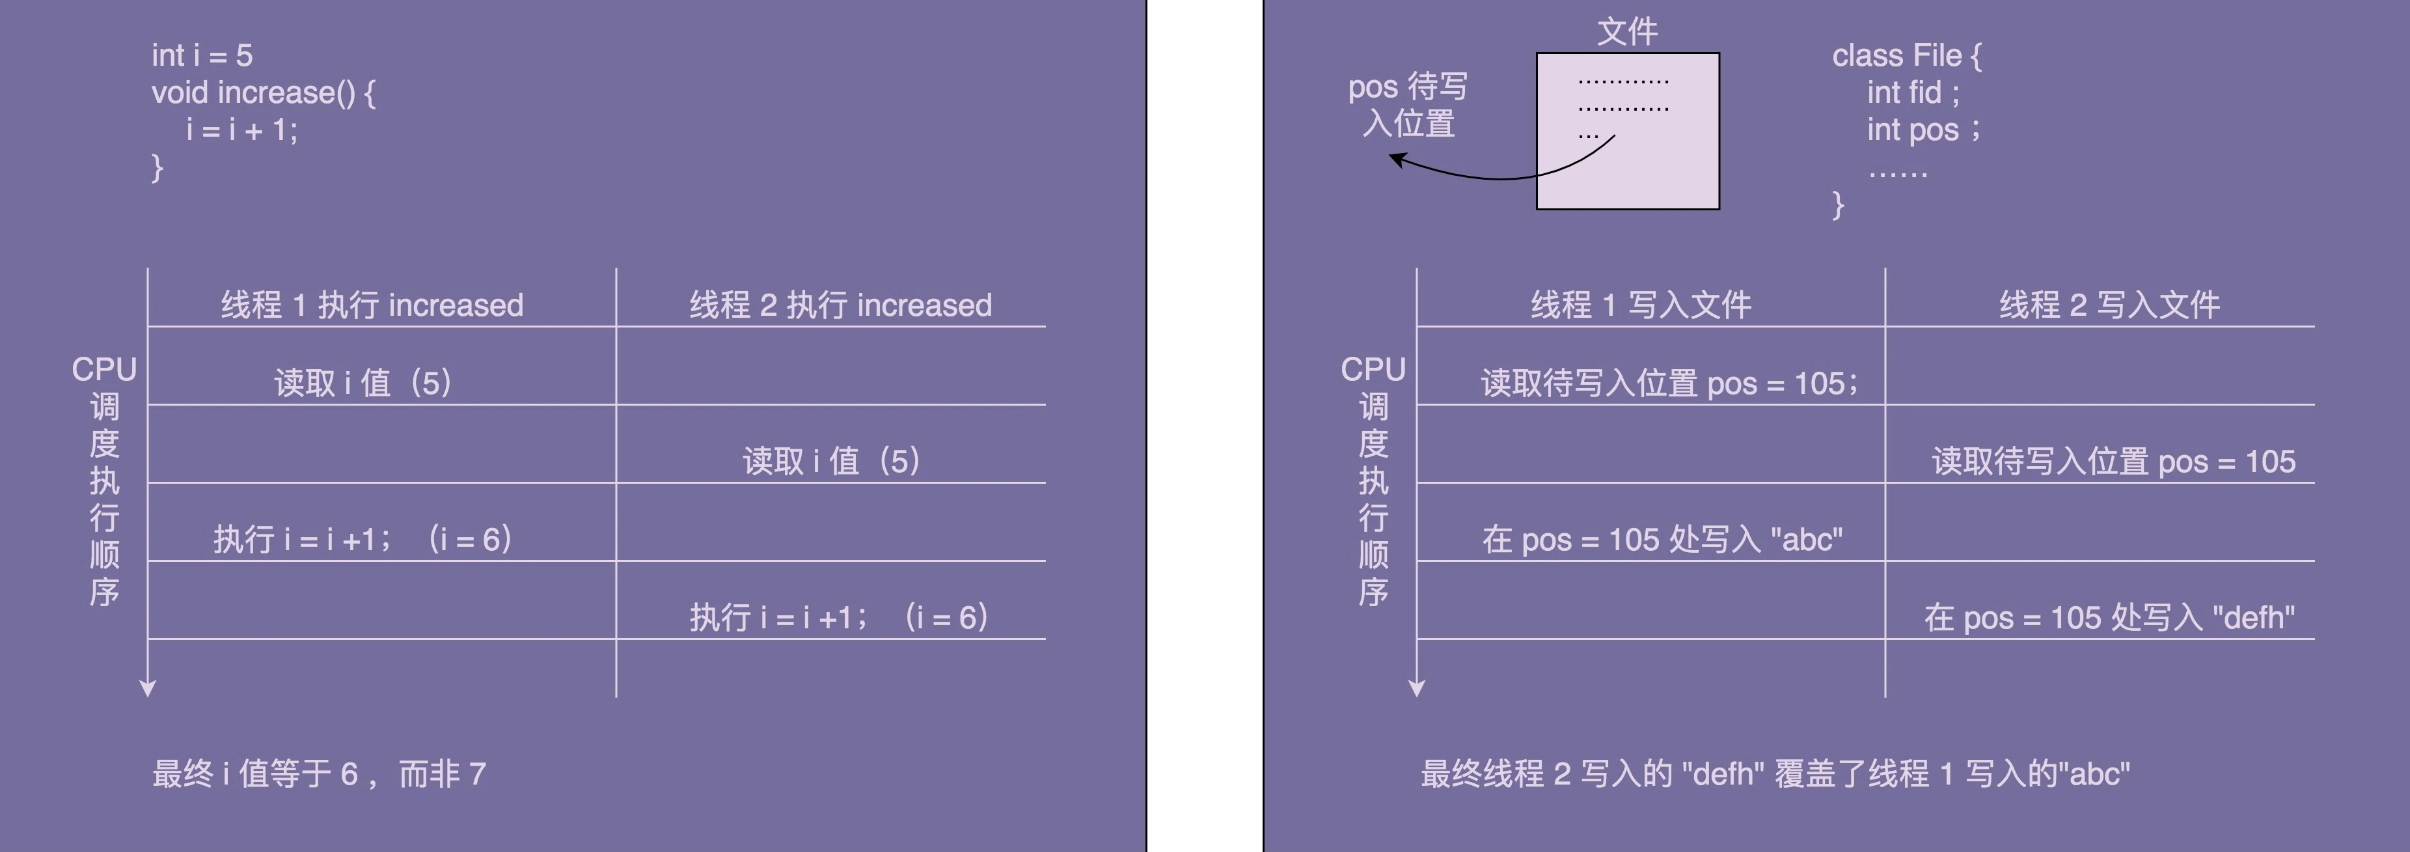 int i = 5
void increase() {
i = i + 1;
}
线程 1 执行 increased
线程 2 执行 increased
CPU
调
度
执
行
顺
序
读取 i 值（5）
读取 i 值（5）
执行 i = i +1； （i = 6）
执行 i = i +1； （i = 6）
最终 i 值等于 6 ，而非 7
文件
............
............
...
pos 待写
入位置
class File {
int fid ;
int pos ;
......
}
线程 1 写入文件
线程 2 写入文件
CPU
调
度
执
行
顺
序
读取待写入位置 pos = 105；
读取待写入位置 pos = 105
在 pos = 105 处写入 "abc"
在 pos = 105 处写入 "defh"
最终线程 2 写入的 "defh" 覆盖了线程 1 写入的"abc"